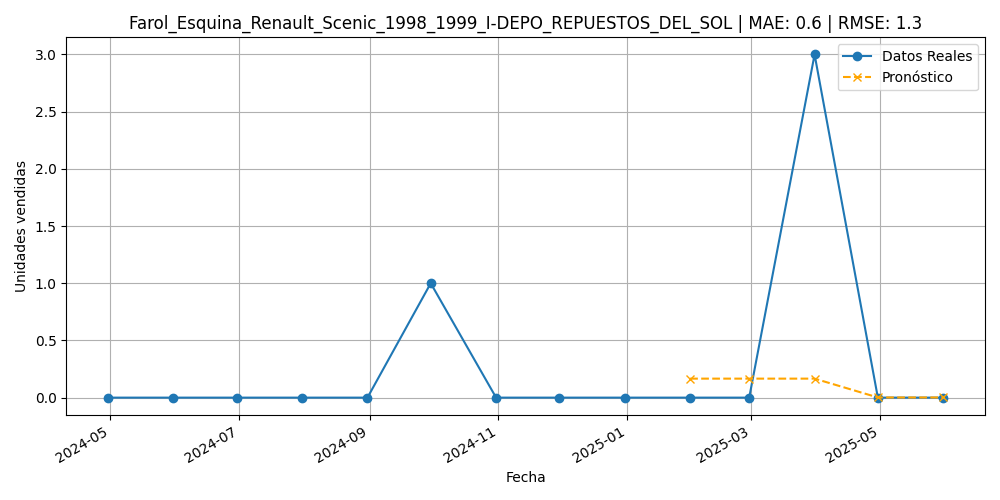 Farol_Esquina_Renault_Scenic_1998_1999_I-DEPO_REPUESTOS_DEL_SOL | MAE: 0.6 | RMSE: 1.3
Datos Reales
Pronóstico
Unidades vendidas
3.0
2.5
2.0
1.5
1.0
0.5
0.0
2024-05
2024-07
2024-09
2024-11
2025-01
2025-03
2025-05
Fecha